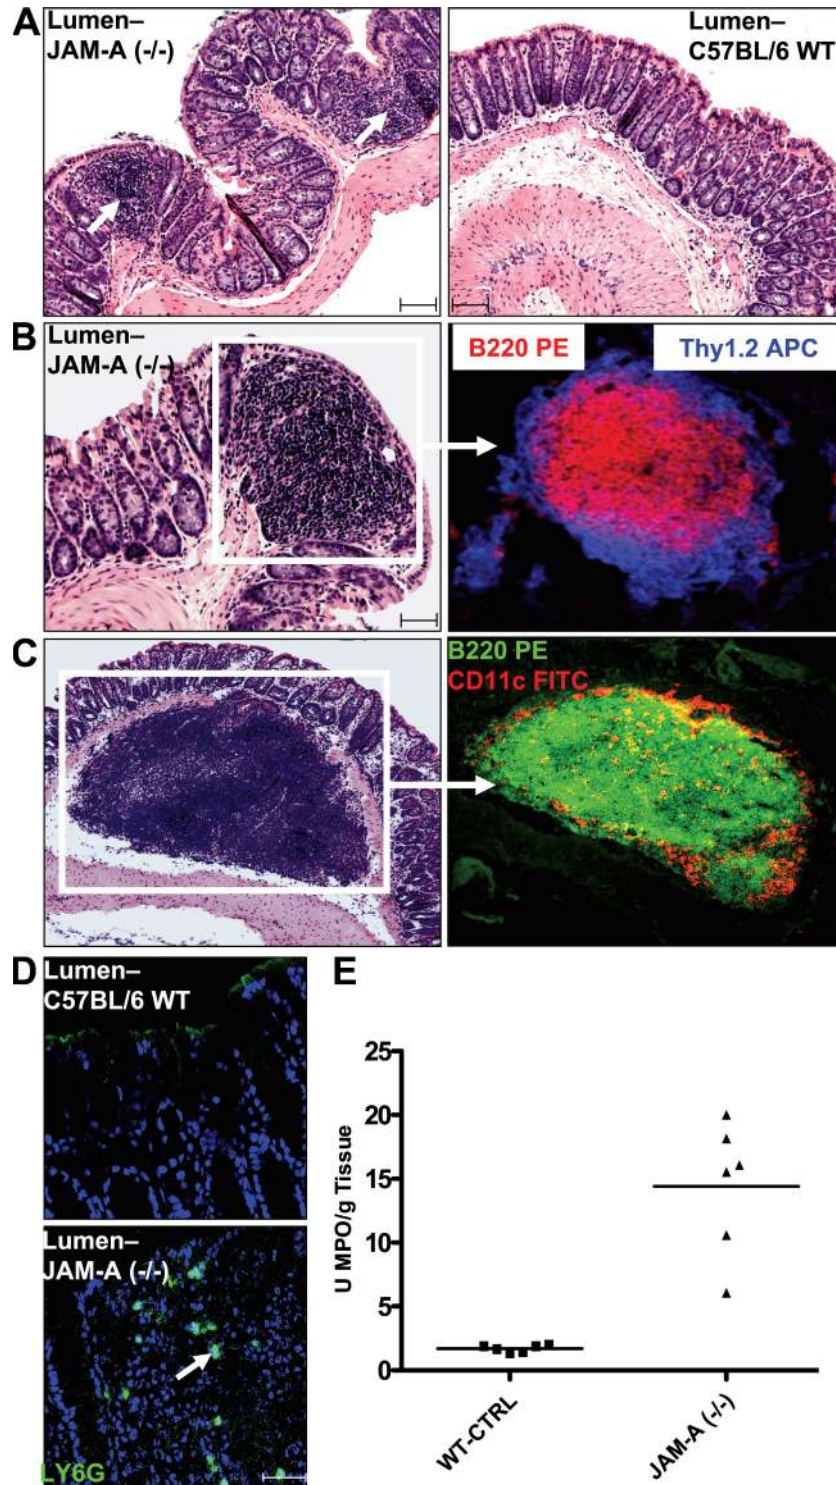 A
Lumen–
JAM-A (-/-)
Lumen–
C57BL/6 WT
B
Lumen–
JAM-A (-/-)
B220 PE
Thy1.2 APC
C
B220 PE
CD11c FITC
D
Lumen–
C57BL/6 WT
Lumen–
JAM-A (-/-)
LY6G
E
25
20
15
10
5
0
U MPO/g Tissue
WT-CTRL
JAM-A (-/-)